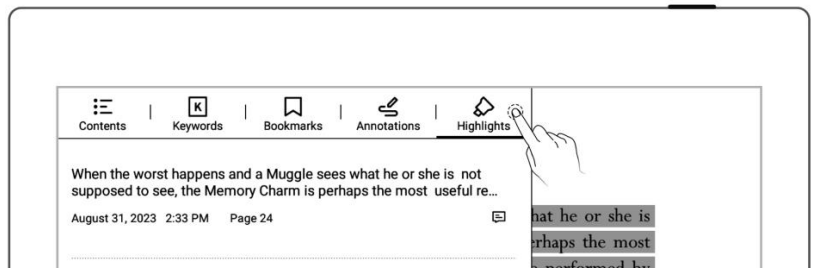 Contents
K
Keywords
Bookmarks
Annotations
Highlights
When the worst happens and a Muggle sees what he or she is not
supposed to see, the Memory Charm is perhaps the most useful re...
August 31, 2023 2:33 PM Page 24
hat he or she is
erhaps the most
performed by